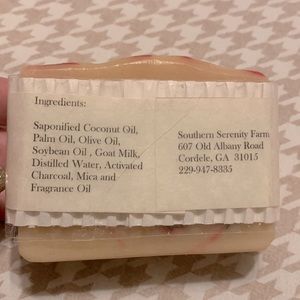 Ingredients:
Saponified Coconut Oil,
Palm Oil, Olive Oil,
Soybean Oil , Goat Milk,
Distilled Water, Activated
Charcoal, Mica and
Fragrance Oil
Southern Serenity Farm
607 Old Albany Road
Cordele, GA 31015
229-947-8335